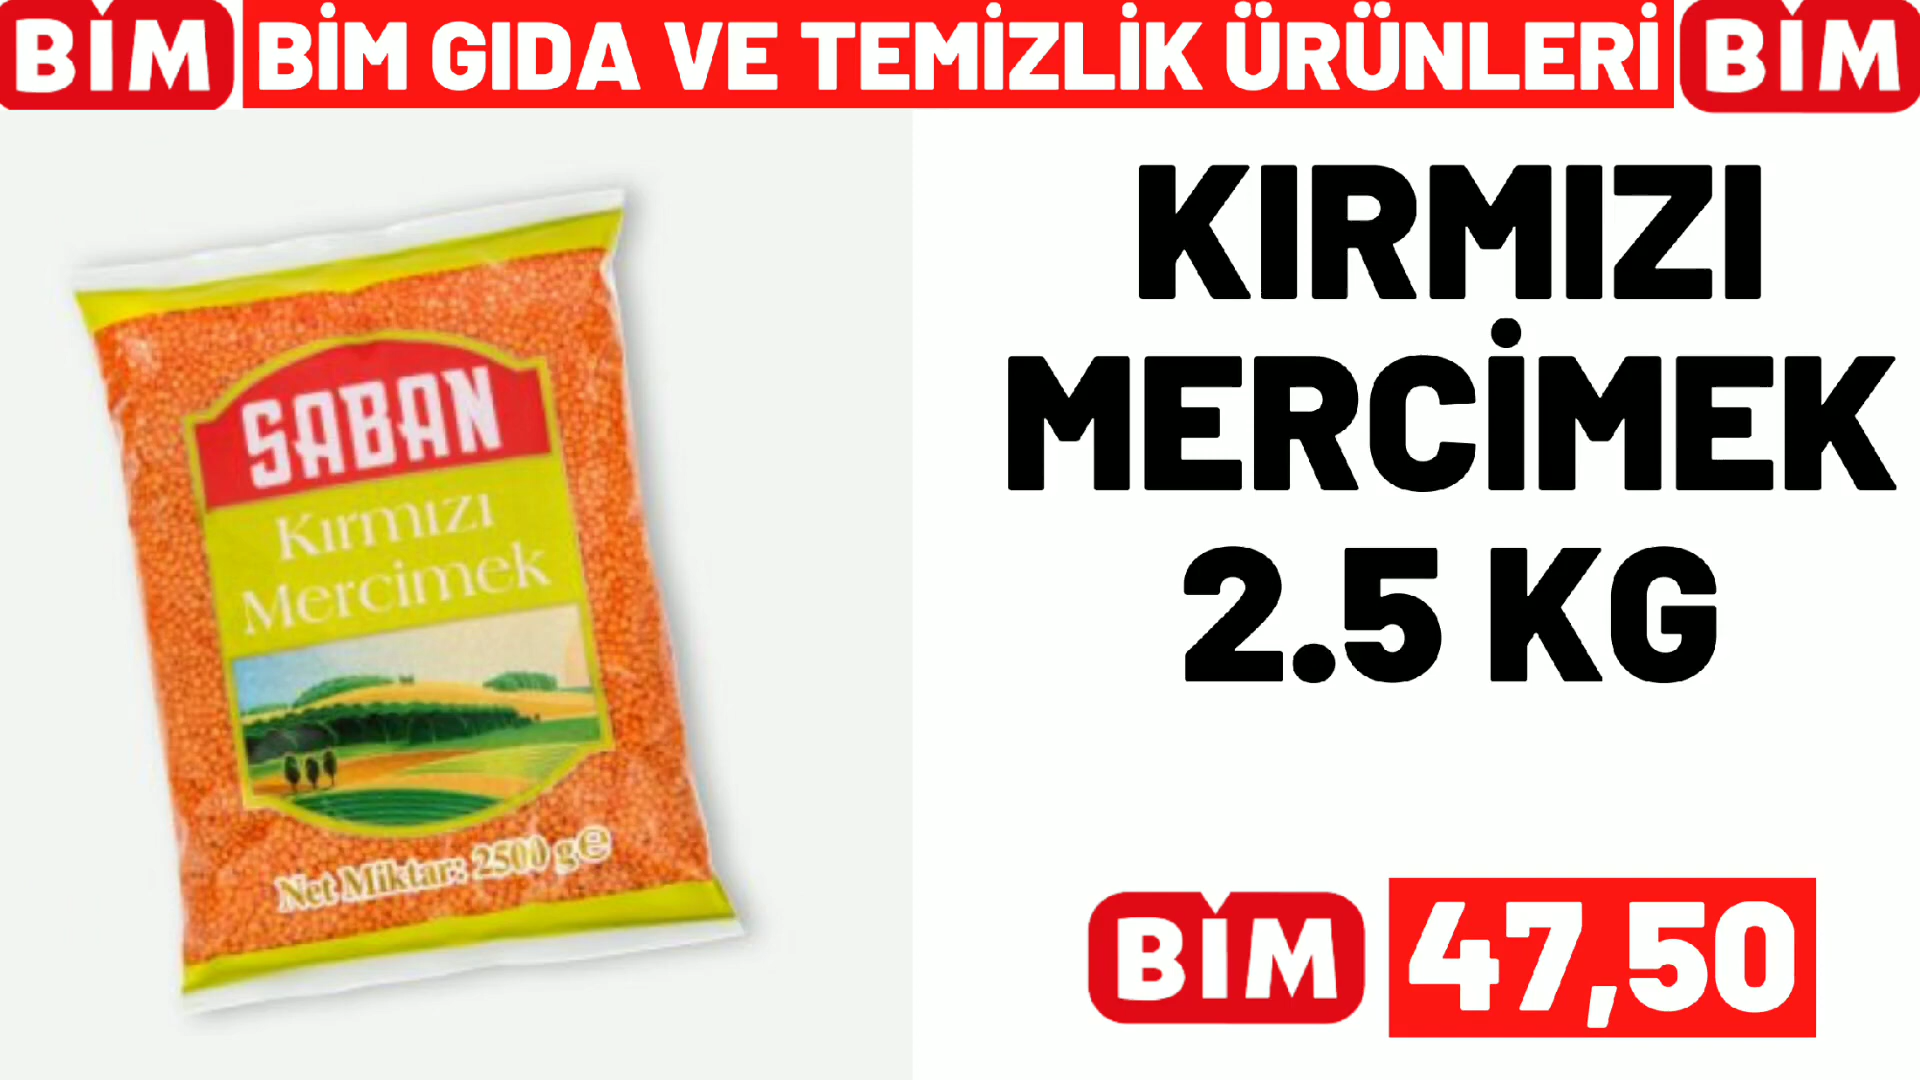 BİM BİM GIDA VE TEMİZLİK ÜRÜNLERİ BİM
SABAN
Kırmızı
Mercimek
Net Miktar: 2500 g ℮
KIRMIZI
MERCİMEK
2.5 KG
BİM 47,50